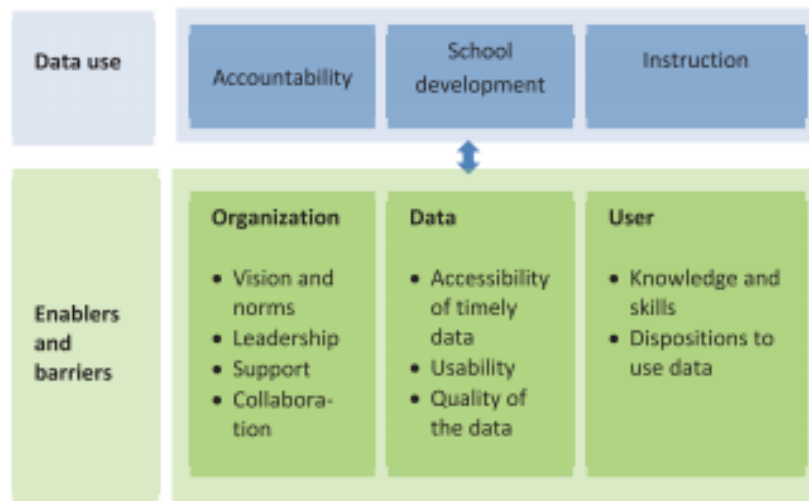 Data use
Accountability
School
development
Instruction
Enablers
and
barriers
Organization
• Vision and
norms
• Leadership
• Support
• Collabora-
tion
Data
• Accessibility
of timely
data
• Usability
• Quality of
the data
User
• Knowledge and
skills
• Dispositions to
use data